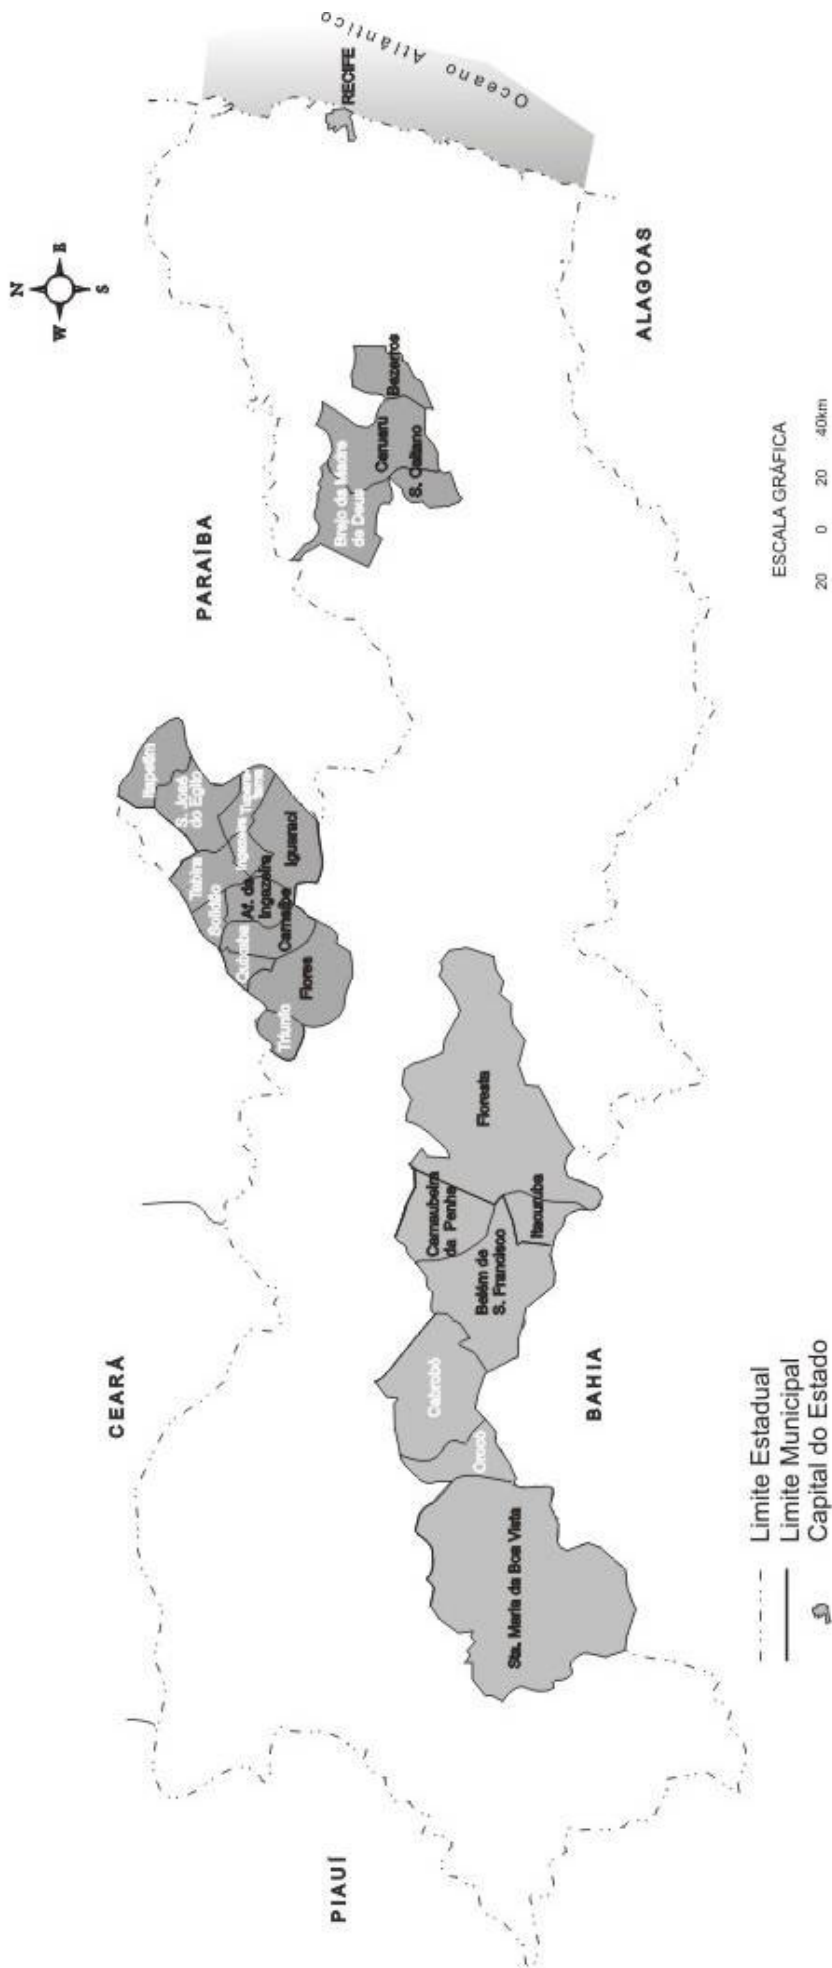 N
W
E
S
CEARÁ
PARAÍBA
PIAUÍ
BAHIA
ALAGOAS
RECIFE
Oceano Atlântico
Itapetim
S. José
do Egito
Tabira
Solidão
Ingazeira
Quixaba
Af. da
Ingazeira
Iguaraci
Carnaíba
Flores
Triunfo
Brejo da Madre
de Deus
Caruaru
Bezerros
S. Caitano
Sta. Maria da Boa Vista
Orocó
Cabrobó
Belém de
S. Francisco
Carnaubeira
da Penha
Itacuruba
Floresta
Limite Estadual
Limite Municipal
Capital do Estado
ESCALA GRÁFICA
20 0 20 40km